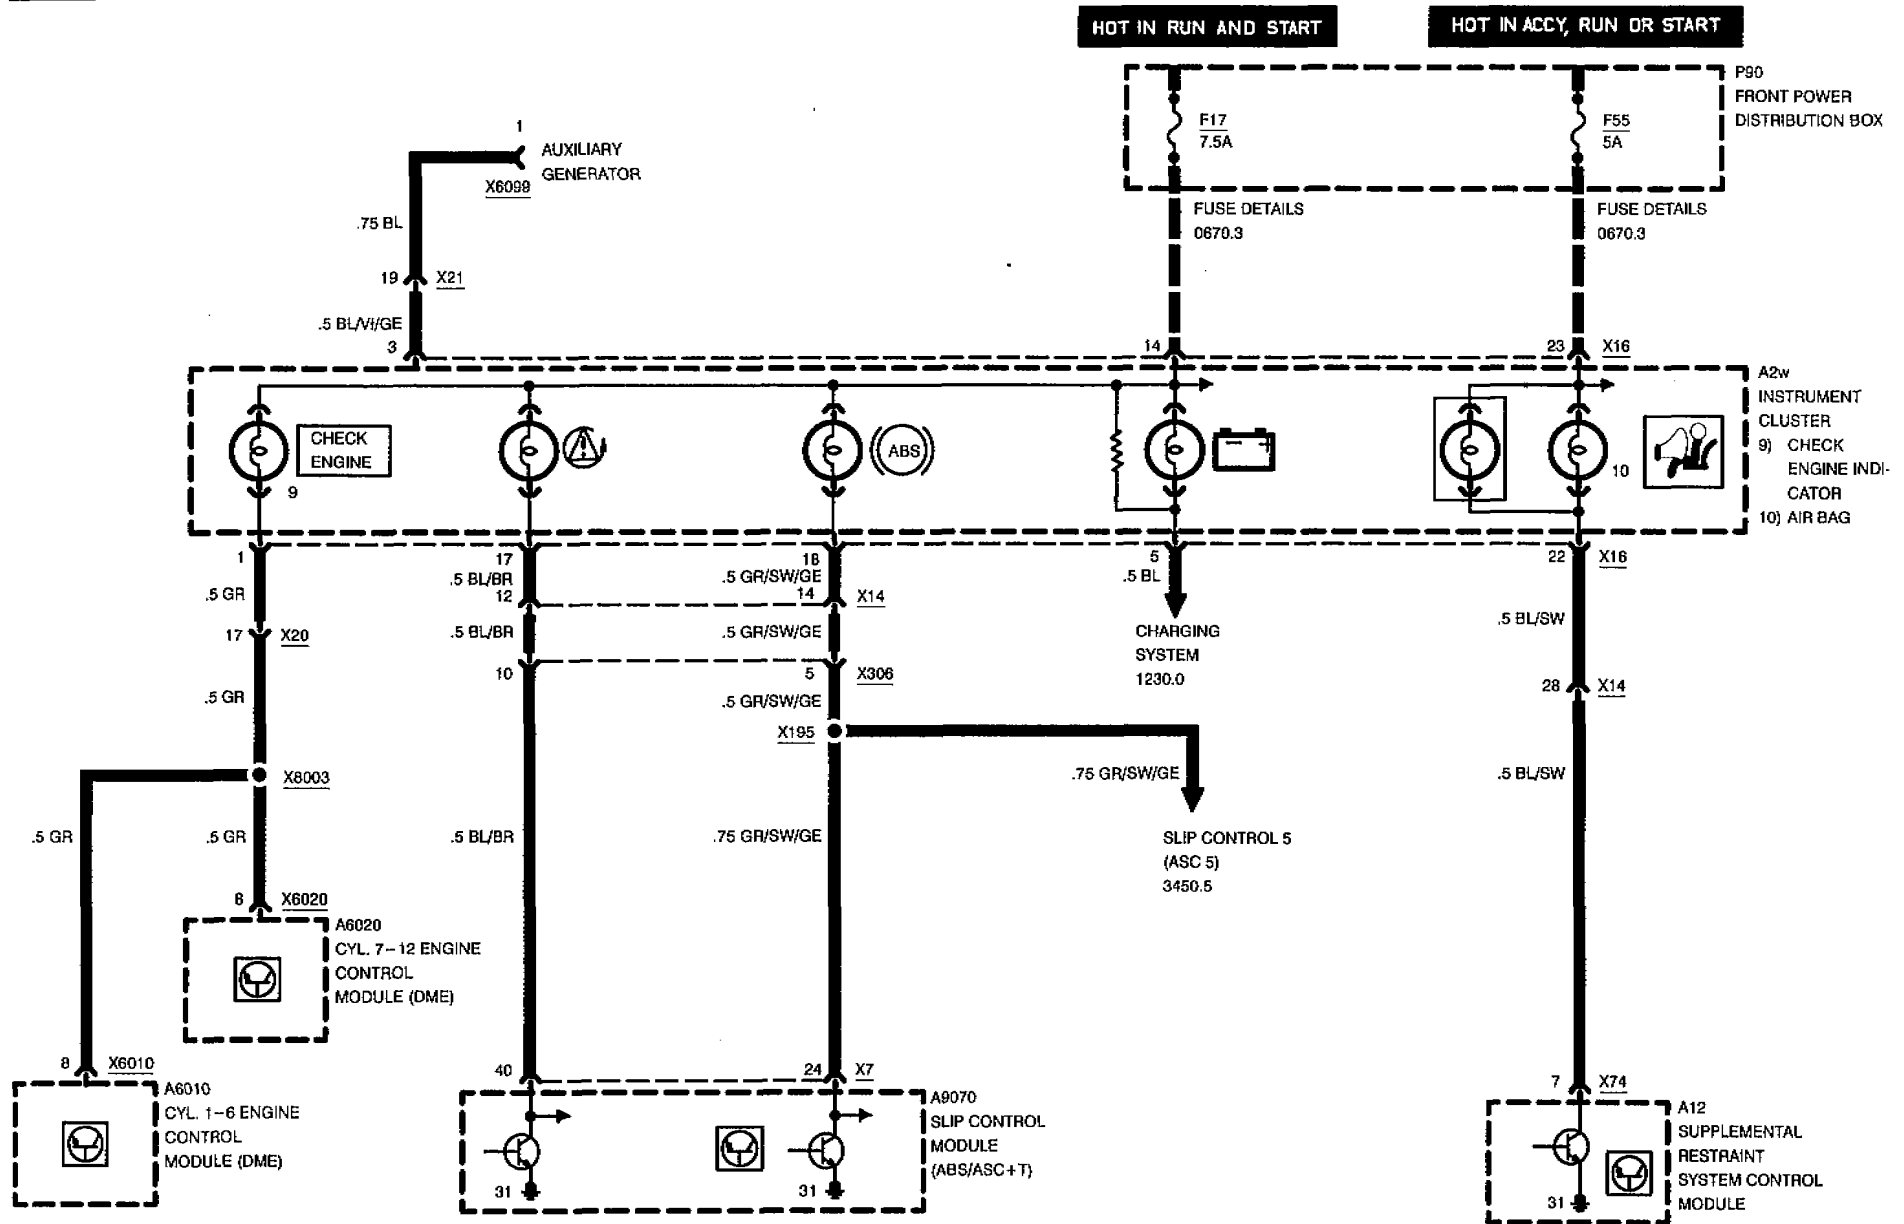 HOT IN RUN AND START
HOT IN ACCY, RUN OR START
P90
FRONT POWER
DISTRIBUTION BOX
F17
7.5A
F55
5A
1
AUXILIARY
GENERATOR
X6099
FUSE DETAILS
0670.3
FUSE DETAILS
0670.3
.75 BL
19
X21
.5 BL/VI/GE
3
14
23
X16
A2w
INSTRUMENT
CLUSTER
9) CHECK
ENGINE INDI-
CATOR
10) AIR BAG
CHECK
ENGINE
9
ABS
10
1
17
18
5
22
X16
.5 BL/BR
.5 GR/SW/GE
.5 BL
.5 GR
12
14
X14
17
X20
.5 BL/BR
.5 GR/SW/GE
CHARGING
SYSTEM
1230.0
.5 BL/SW
10
5
X306
28
X14
.5 GR
.5 GR/SW/GE
X195
X8003
.75 GR/SW/GE
.5 BL/SW
.5 GR
.5 GR
.5 BL/BR
.75 GR/SW/GE
SLIP CONTROL 5
(ASC 5)
3450.5
8
X6020
A6020
CYL. 7-12 ENGINE
CONTROL
MODULE (DME)
8
X6010
A6010
CYL. 1-6 ENGINE
CONTROL
MODULE (DME)
40
24
X7
A9070
SLIP CONTROL
MODULE
(ABS/ASC+T)
31
31
7
X74
A12
SUPPLEMENTAL
RESTRAINT
SYSTEM CONTROL
MODULE
31